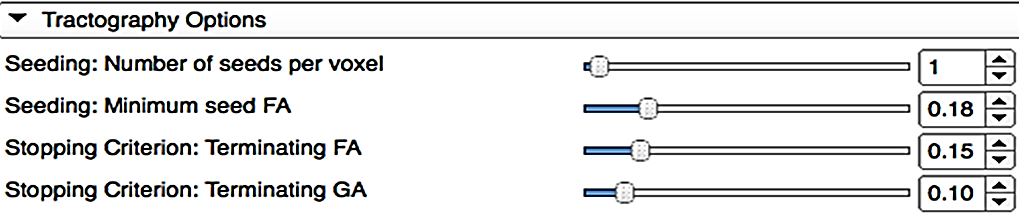 Tractography Options
Seeding: Number of seeds per voxel 1
Seeding: Minimum seed FA 0.18
Stopping Criterion: Terminating FA 0.15
Stopping Criterion: Terminating GA 0.10